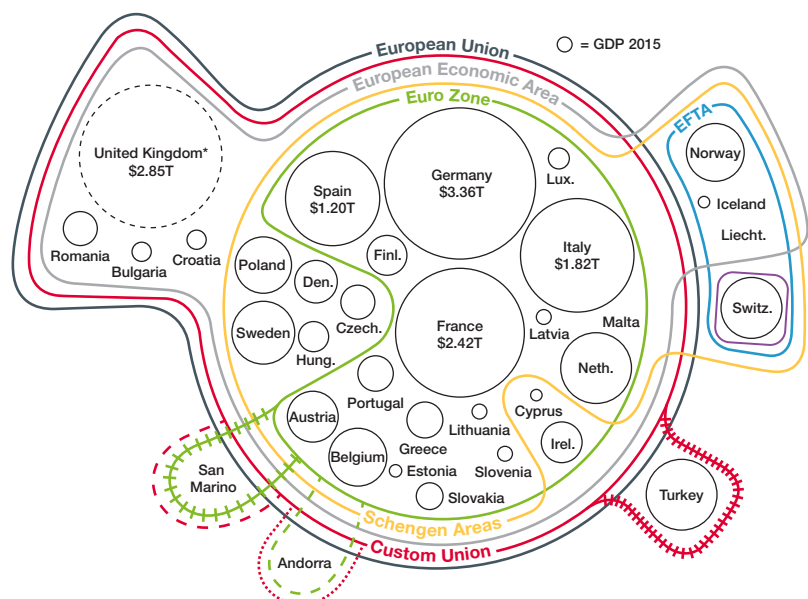 European Union
= GDP 2015
European Economic Area
Euro Zone
EFTA
United Kingdom*
$2.85T
Germany
$3.36T
Lux.
Norway
Spain
$1.20T
Iceland
Romania
Bulgaria
Croatia
Poland
Finl.
Italy
$1.82T
Liecht.
Den.
Czech.
Switz.
Sweden
Hung.
France
$2.42T
Latvia
Malta
Neth.
Portugal
Cyprus
Austria
Greece
Lithuania
Irel.
Belgium
Estonia
Slovenia
San
Marino
Slovakia
Turkey
Schengen Areas
Custom Union
Andorra